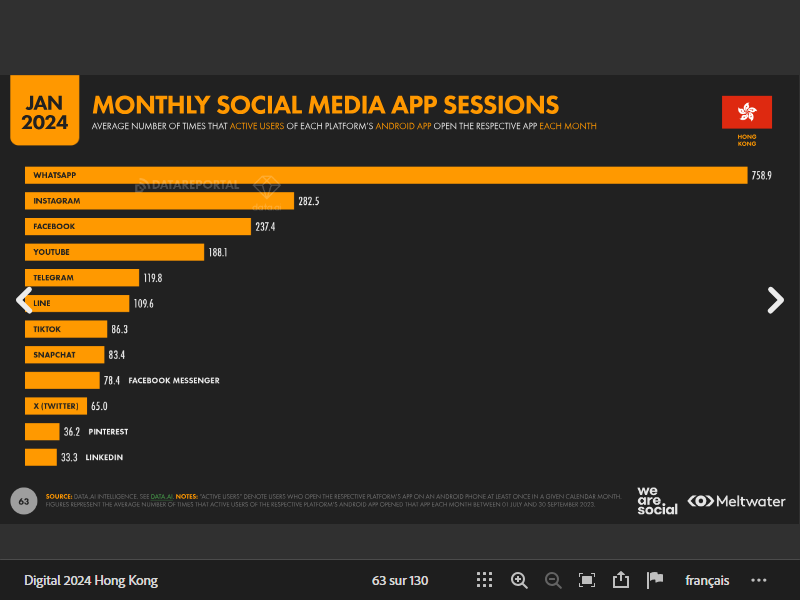 JAN
2024
MONTHLY SOCIAL MEDIA APP SESSIONS
AVERAGE NUMBER OF TIMES THAT ACTIVE USERS OF EACH PLATFORM'S ANDROID APP OPEN THE RESPECTIVE APP EACH MONTH
HONG
KONG
WHATSAPP 758.9
DATAREPORTAL
INSTAGRAM 282.5
FACEBOOK 237.4
YOUTUBE 188.1
TELEGRAM 119.8
LINE 109.6
TIKTOK 86.3
SNAPCHAT 83.4
78.4 FACEBOOK MESSENGER
X (TWITTER) 65.0
36.2 PINTEREST
33.3 LINKEDIN
63
SOURCE: DATA.AI INTELLIGENCE. SEE DATA.AI. NOTES: "ACTIVE USERS" DENOTE USERS WHO OPEN THE RESPECTIVE PLATFORM'S APP ON AN ANDROID PHONE AT LEAST ONCE IN A GIVEN CALENDAR MONTH.
FIGURES REPRESENT THE AVERAGE NUMBER OF TIMES THAT ACTIVE USERS OF THE RESPECTIVE PLATFORM'S ANDROID APP OPENED THAT APP EACH MONTH BETWEEN 01 JULY AND 30 SEPTEMBER 2023.
we
are
social
Meltwater
Digital 2024 Hong Kong
63 sur 130
français